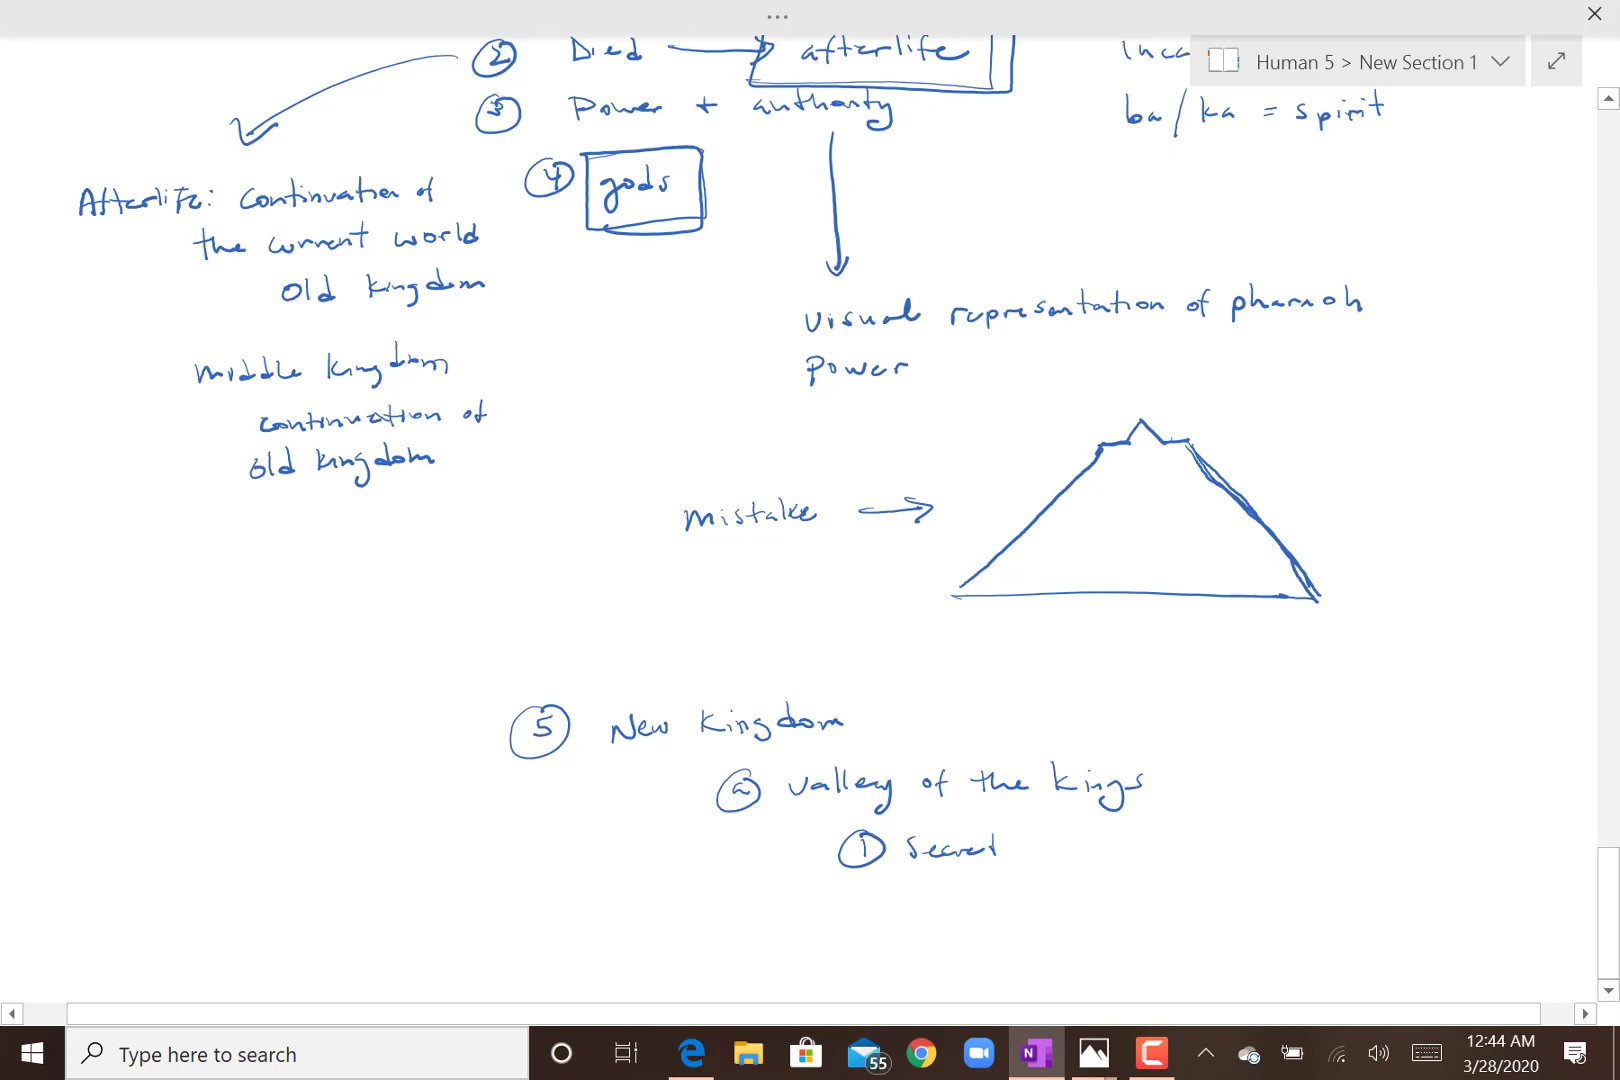 Human 5 > New Section 1
② Died → afterlife
③ Power + authority
ba/ka = spirit
④ gods
Afterlife: continuation of
the current world
Old kingdom
middle kingdom
continuation of
old kingdom
visual representation of pharaoh
power
mistake →
⑤ New Kingdom
ⓐ valley of the kings
① secret
Type here to search
55
12:44 AM
3/28/2020